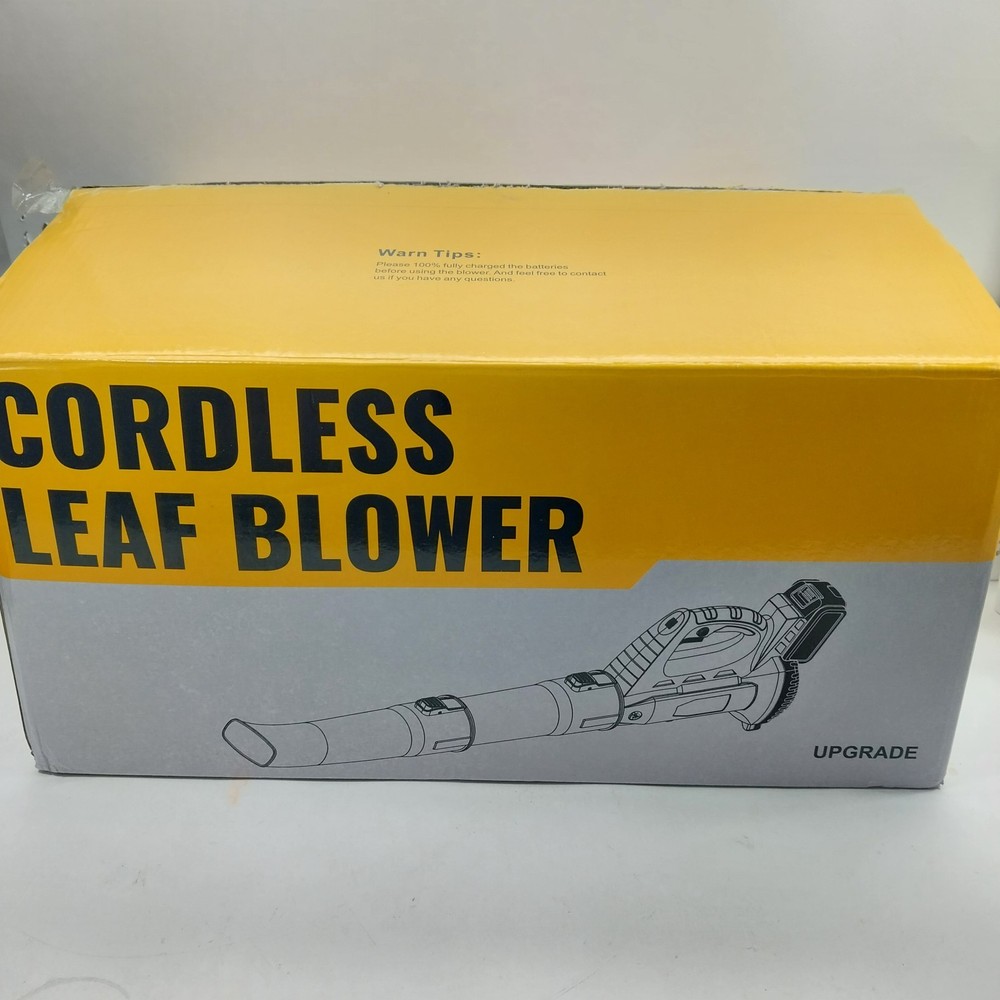 Warn Tips:
Please 100% fully charged the batteries
before using the blower. And feel free to contact
us if you have any questions.
CORDLESS
LEAF BLOWER
UPGRADE